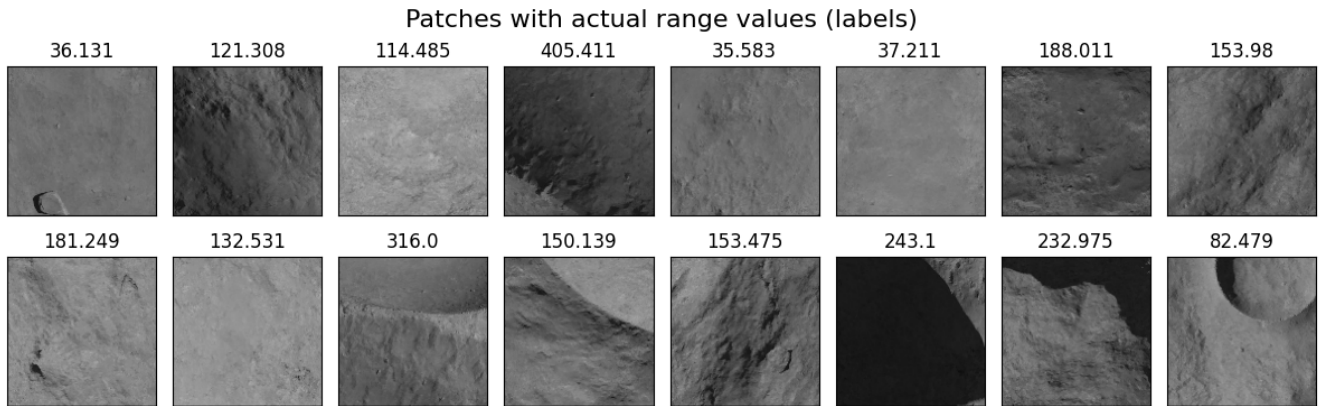 Patches with actual range values (labels)
36.131 121.308 114.485 405.411 35.583 37.211 188.011 153.98
181.249 132.531 316.0 150.139 153.475 243.1 232.975 82.479